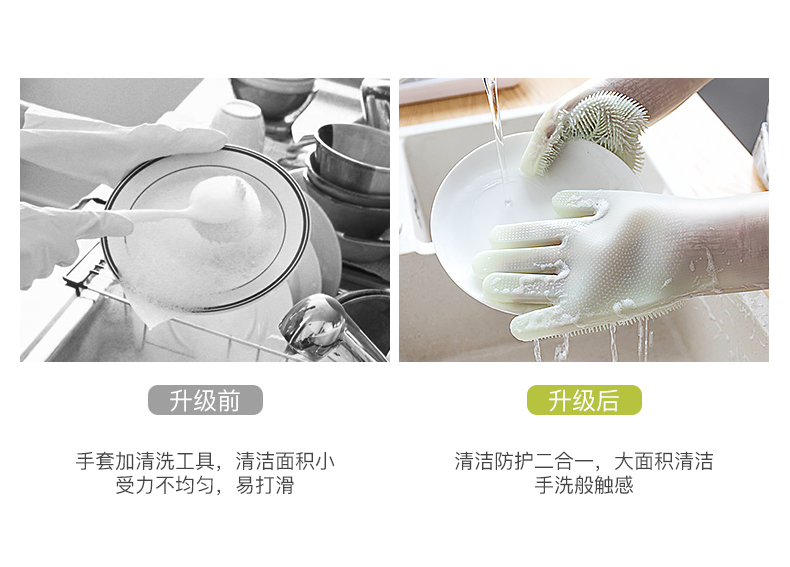 升级前
手套加清洗工具，清洁面积小
受力不均匀，易打滑
升级后
清洁防护二合一，大面积清洁
手洗般触感